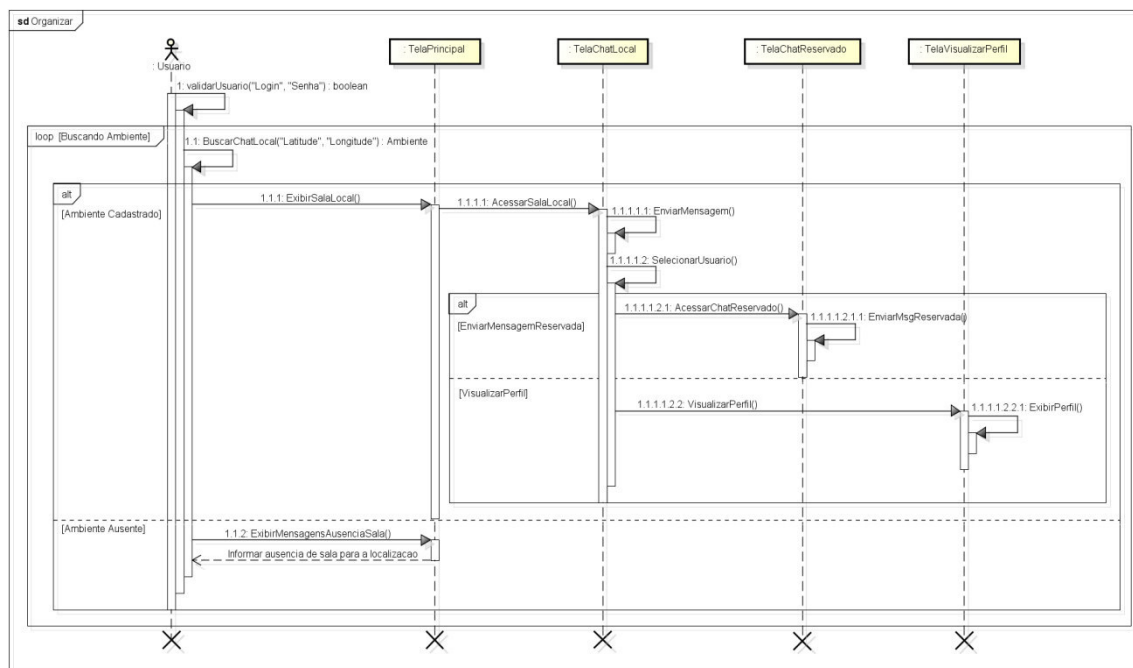 sd Organizar
: Usuario
: TelaPrincipal
: TelaChatLocal
: TelaChatReservado
: TelaVisualizarPerfil
1: validarUsuario("Login", "Senha") : boolean
loop [Buscando Ambiente]
1.1: BuscarChatLocal("Latitude", "Longitude") : Ambiente
alt
[Ambiente Cadastrado]
1.1.1: ExibirSalaLocal()
1.1.1.1: AcessarSalaLocal()
1.1.1.1.1: EnviarMensagem()
1.1.1.1.2: SelecionarUsuario()
alt
[EnviarMensagemReservada]
1.1.1.1.2.1: AcessarChatReservado()
1.1.1.1.2.1.1: EnviarMsgReservada()
[VisualizarPerfil]
1.1.1.1.2.2: VisualizarPerfil()
1.1.1.1.2.2.1: ExibirPerfil()
[Ambiente Ausente]
1.1.2: ExibirMensagensAusenciaSala()
Informar ausencia de sala para a localizacao